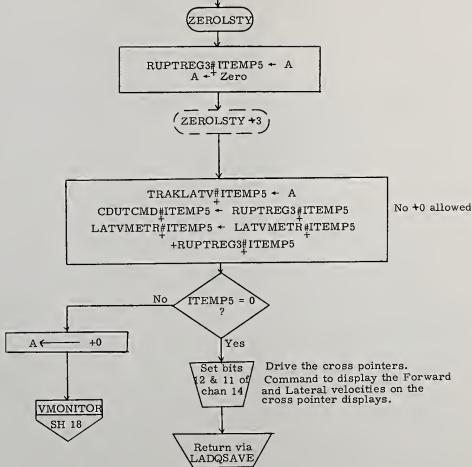 ZEROLSTY
RUPTREG3#ITEMP5 ← A
+
A ← Zero
ZEROLSTY +3
TRAKLATV#ITEMP5 ← A
+
CDUTCMD#ITEMP5 ← RUPTREG3#ITEMP5
+ +
LATVMETR#ITEMP5 ← LATVMETR#ITEMP5
+ +
+RUPTREG3#ITEMP5
+
No +0 allowed
ITEMP5 = 0
?
No
Yes
A ← +0
VMONITOR
SH 18
Set bits
12 & 11 of
chan 14
Drive the cross pointers.
Command to display the Forward
and Lateral velocities on the
cross pointer displays.
Return via
LADQSAVE